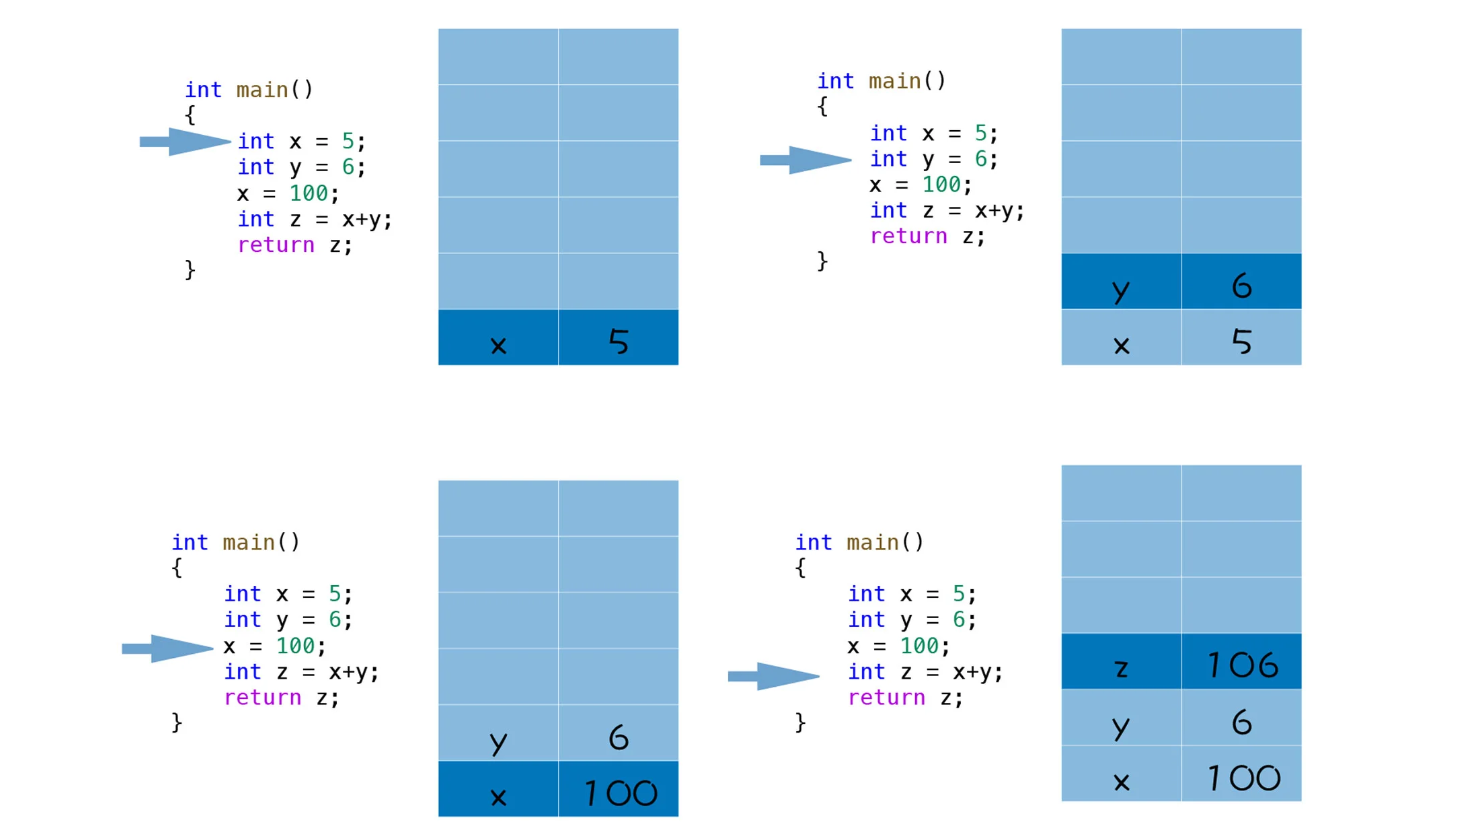 int main()
{
int x = 5;
int y = 6;
x = 100;
int z = x+y;
return z;
}
x 5
int main()
{
int x = 5;
int y = 6;
x = 100;
int z = x+y;
return z;
}
y 6
x 5
int main()
{
int x = 5;
int y = 6;
x = 100;
int z = x+y;
return z;
}
y 6
x 100
int main()
{
int x = 5;
int y = 6;
x = 100;
int z = x+y;
return z;
}
z 106
y 6
x 100